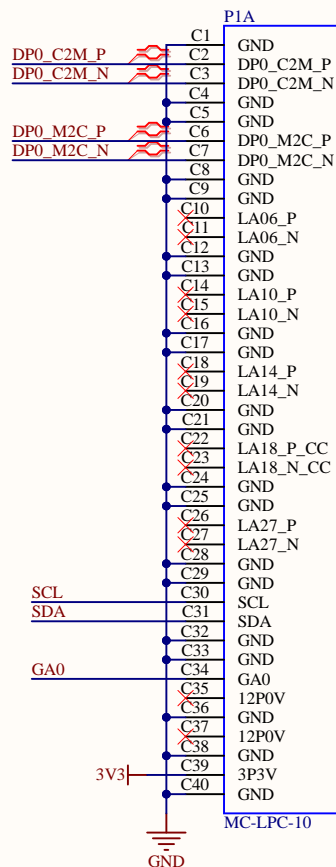 P1A
C1 GND
DP0_C2M_P C2 DP0_C2M_P
DP0_C2M_N C3 DP0_C2M_N
C4 GND
C5 GND
DP0_M2C_P C6 DP0_M2C_P
DP0_M2C_N C7 DP0_M2C_N
C8 GND
C9 GND
C10 LA06_P
C11 LA06_N
C12 GND
C13 GND
C14 LA10_P
C15 LA10_N
C16 GND
C17 GND
C18 LA14_P
C19 LA14_N
C20 GND
C21 GND
C22 LA18_P_CC
C23 LA18_N_CC
C24 GND
C25 GND
C26 LA27_P
C27 LA27_N
C28 GND
C29 GND
SCL C30 SCL
SDA C31 SDA
C32 GND
C33 GND
GA0 C34 GA0
C35 12P0V
C36 GND
C37 12P0V
C38 GND
3V3 C39 3P3V
C40 GND
MC-LPC-10
GND